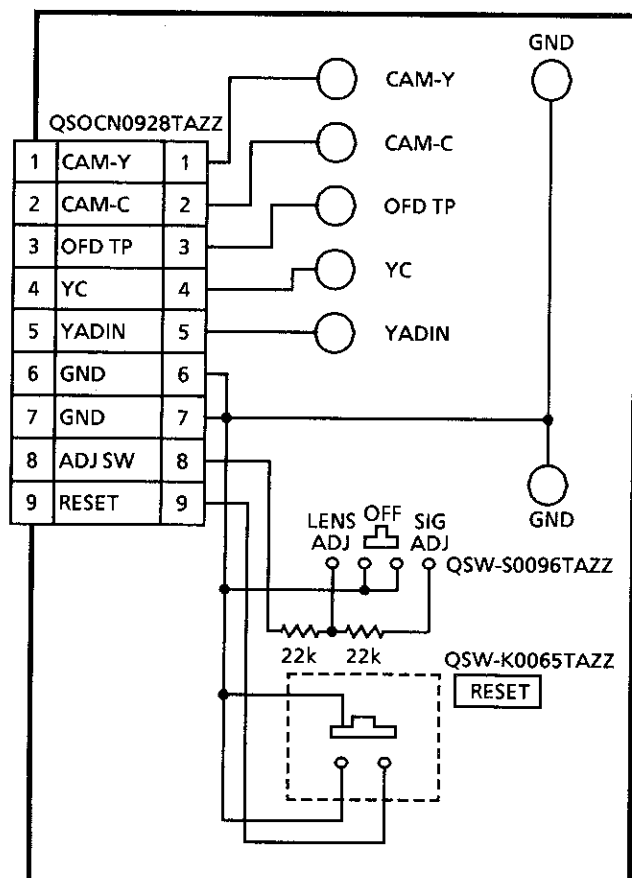 GND
CAM-Y
QSOCN0928TAZZ
CAM-C
1 CAM-Y 1
2 CAM-C 2
OFD TP
3 OFD TP 3
4 YC 4
YC
5 YADIN 5
YADIN
6 GND 6
7 GND 7
8 ADJ SW 8
9 RESET 9
GND
LENS ADJ
OFF
SIG ADJ
QSW-S0096TAZZ
22k 22k
QSW-K0065TAZZ
RESET